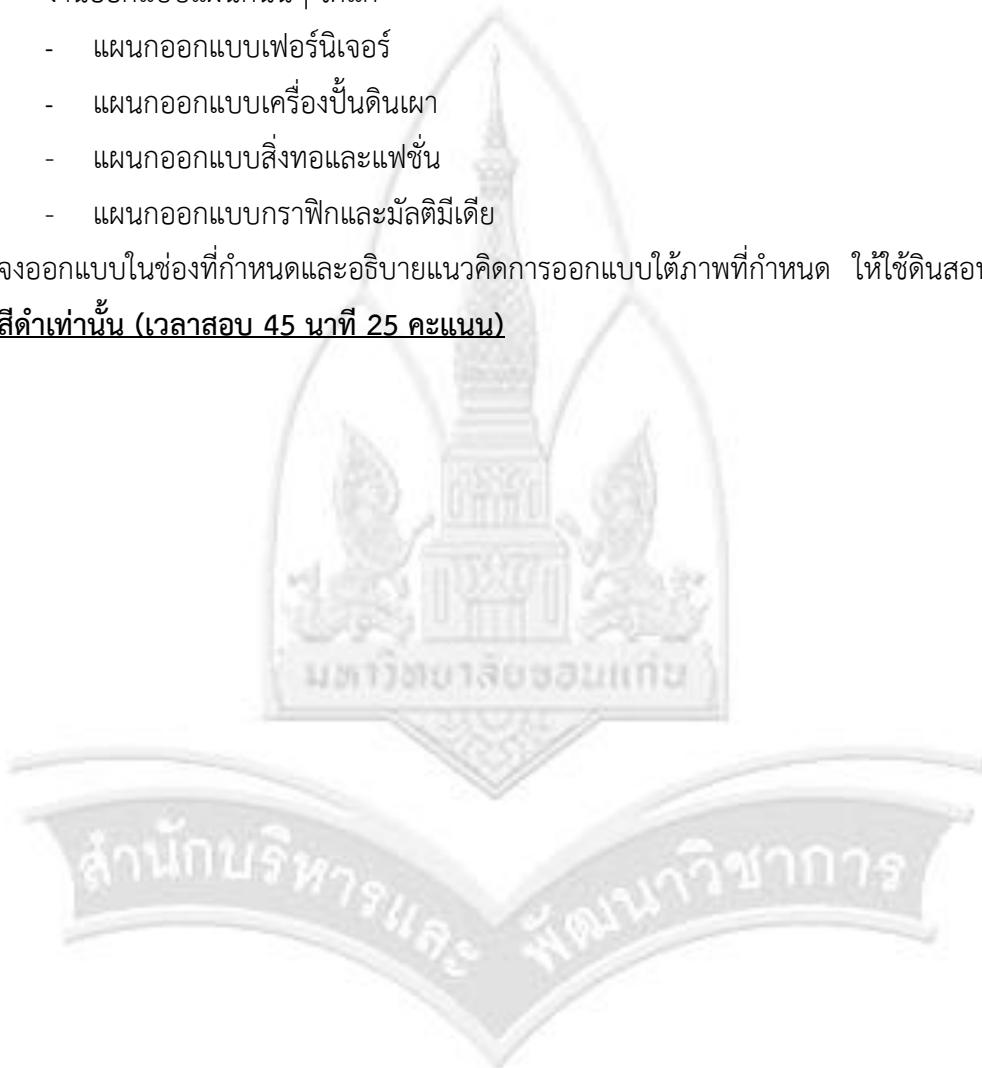 - แผนกออกแบบเฟอร์นิเจอร์
- แผนกออกแบบเครื่องปั้นดินเผา
- แผนกออกแบบสิ่งทอและแฟชั่น
- แผนกออกแบบกราฟิกและมัลติมีเดีย
จงออกแบบในช่องที่กำหนดและอธิบายแนวคิดการออกแบบใต้ภาพที่กำหนด ให้ใช้ดินสอ
สีดำเท่านั้น (เวลาสอบ 45 นาที 25 คะแนน)
มหาวิทยาลัยขอนแก่น
สำนักบริหารและ พัฒนาวิชาการ